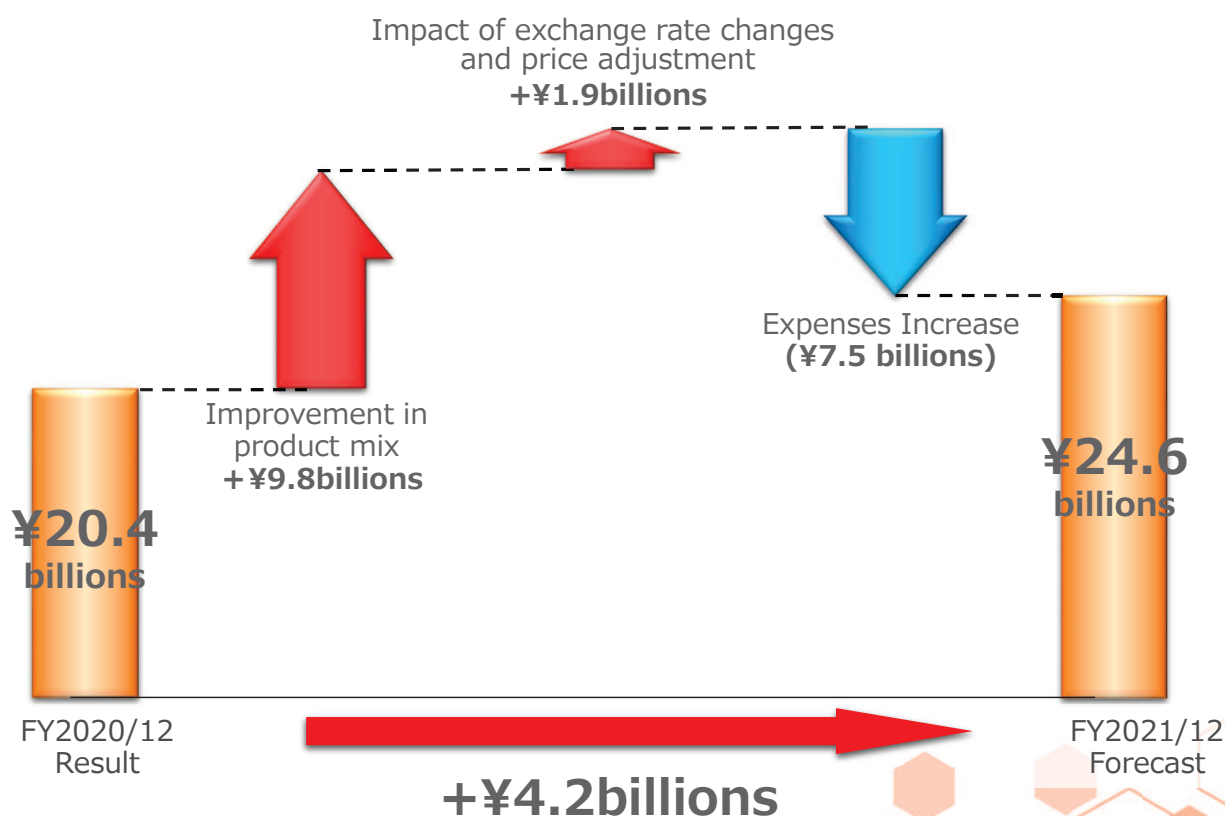 Impact of exchange rate changes
and price adjustment
+¥1.9billions
Expenses Increase
(¥7.5 billions)
Improvement in
product mix
+¥9.8billions
¥20.4
billions
¥24.6
billions
FY2020/12
Result
FY2021/12
Forecast
+¥4.2billions